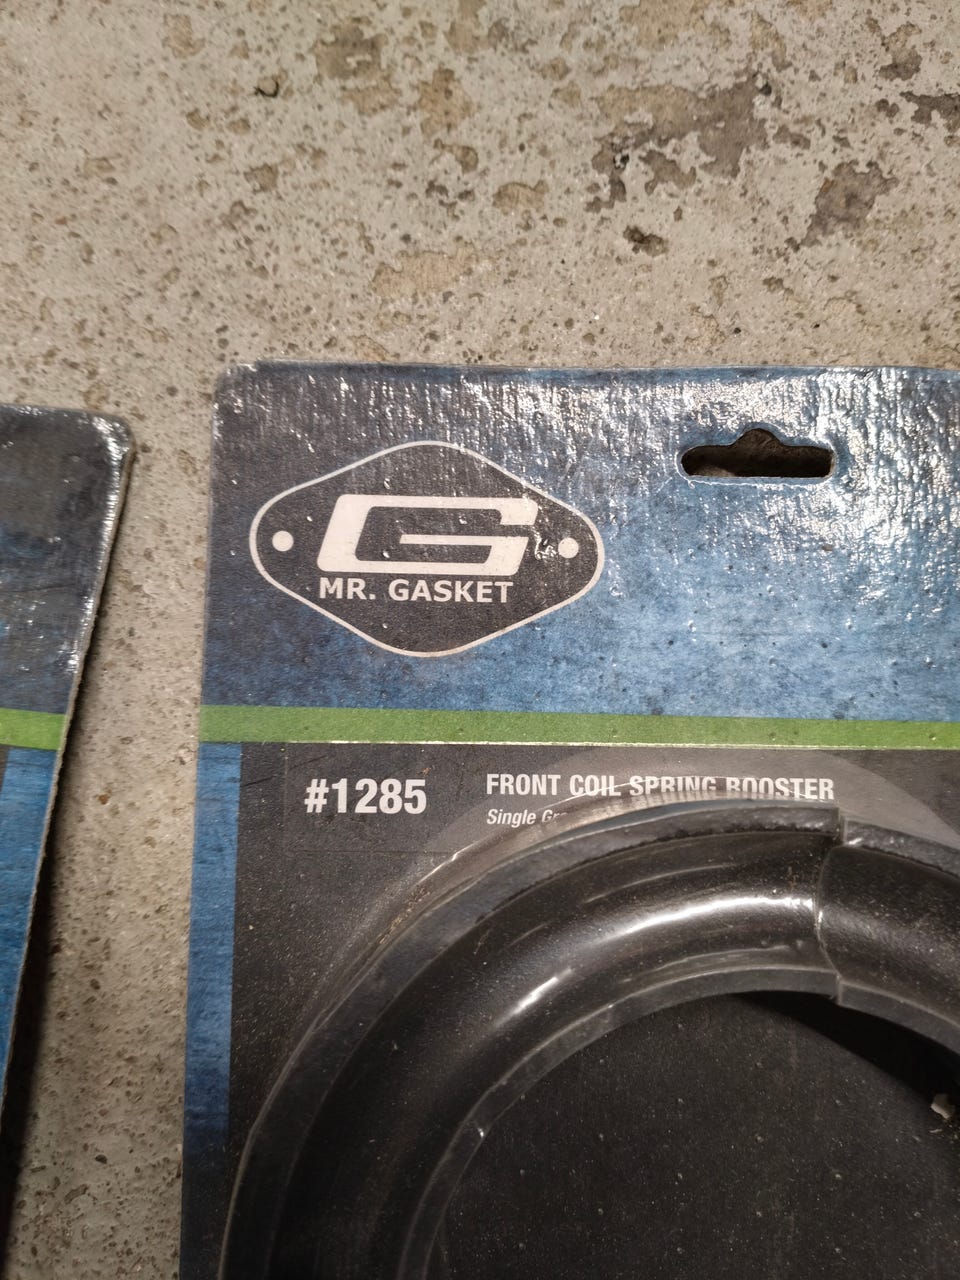 G
MR. GASKET
#1285
FRONT COIL SPRING BOOSTER
Single